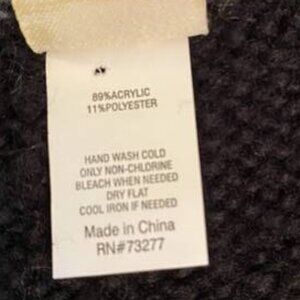 89%ACRYLIC
11%POLYESTER
HAND WASH COLD
ONLY NON-CHLORINE
BLEACH WHEN NEEDED
DRY FLAT
COOL IRON IF NEEDED
Made in China
RN#73277